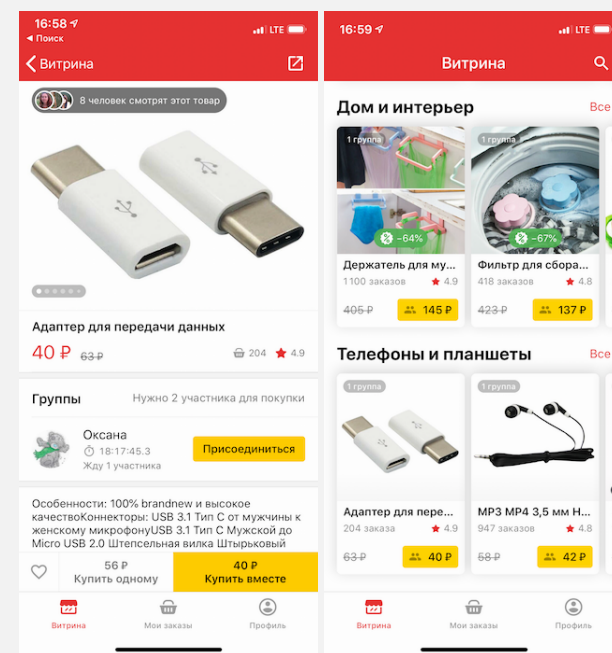 16:58
LTE
Поиск
Витрина
8 человек смотрят этот товар
Адаптер для передачи данных
40 ₽ 63 ₽ 204 4.9
Группы Нужно 2 участника для покупки
Оксана
18:17:45.3
Жду 1 участника
Присоединиться
Особенности: 100% brandnew и высокое
качествоКоннекторы: USB 3.1 Тип C от мужчины к
женскому микрофонуUSB 3.1 Тип C Мужской до
Micro USB 2.0 Штепсельная вилка Штырьковый
56 ₽
Купить одному
40 ₽
Купить вместе
Витрина Мои заказы Профиль
16:59
LTE
Витрина
Дом и интерьер Все
1 группа
-64%
Держатель для му...
1 100 заказов 4.9
405 ₽ 145 ₽
1 группа
-67%
Фильтр для сбора...
418 заказов 4.8
423 ₽ 137 ₽
Телефоны и планшеты Все
1 группа
Адаптер для пере...
204 заказа 4.9
63 ₽ 40 ₽
1 группа
MP3 MP4 3,5 мм Н...
947 заказов 4.8
58 ₽ 42 ₽
Витрина Мои заказы Профиль